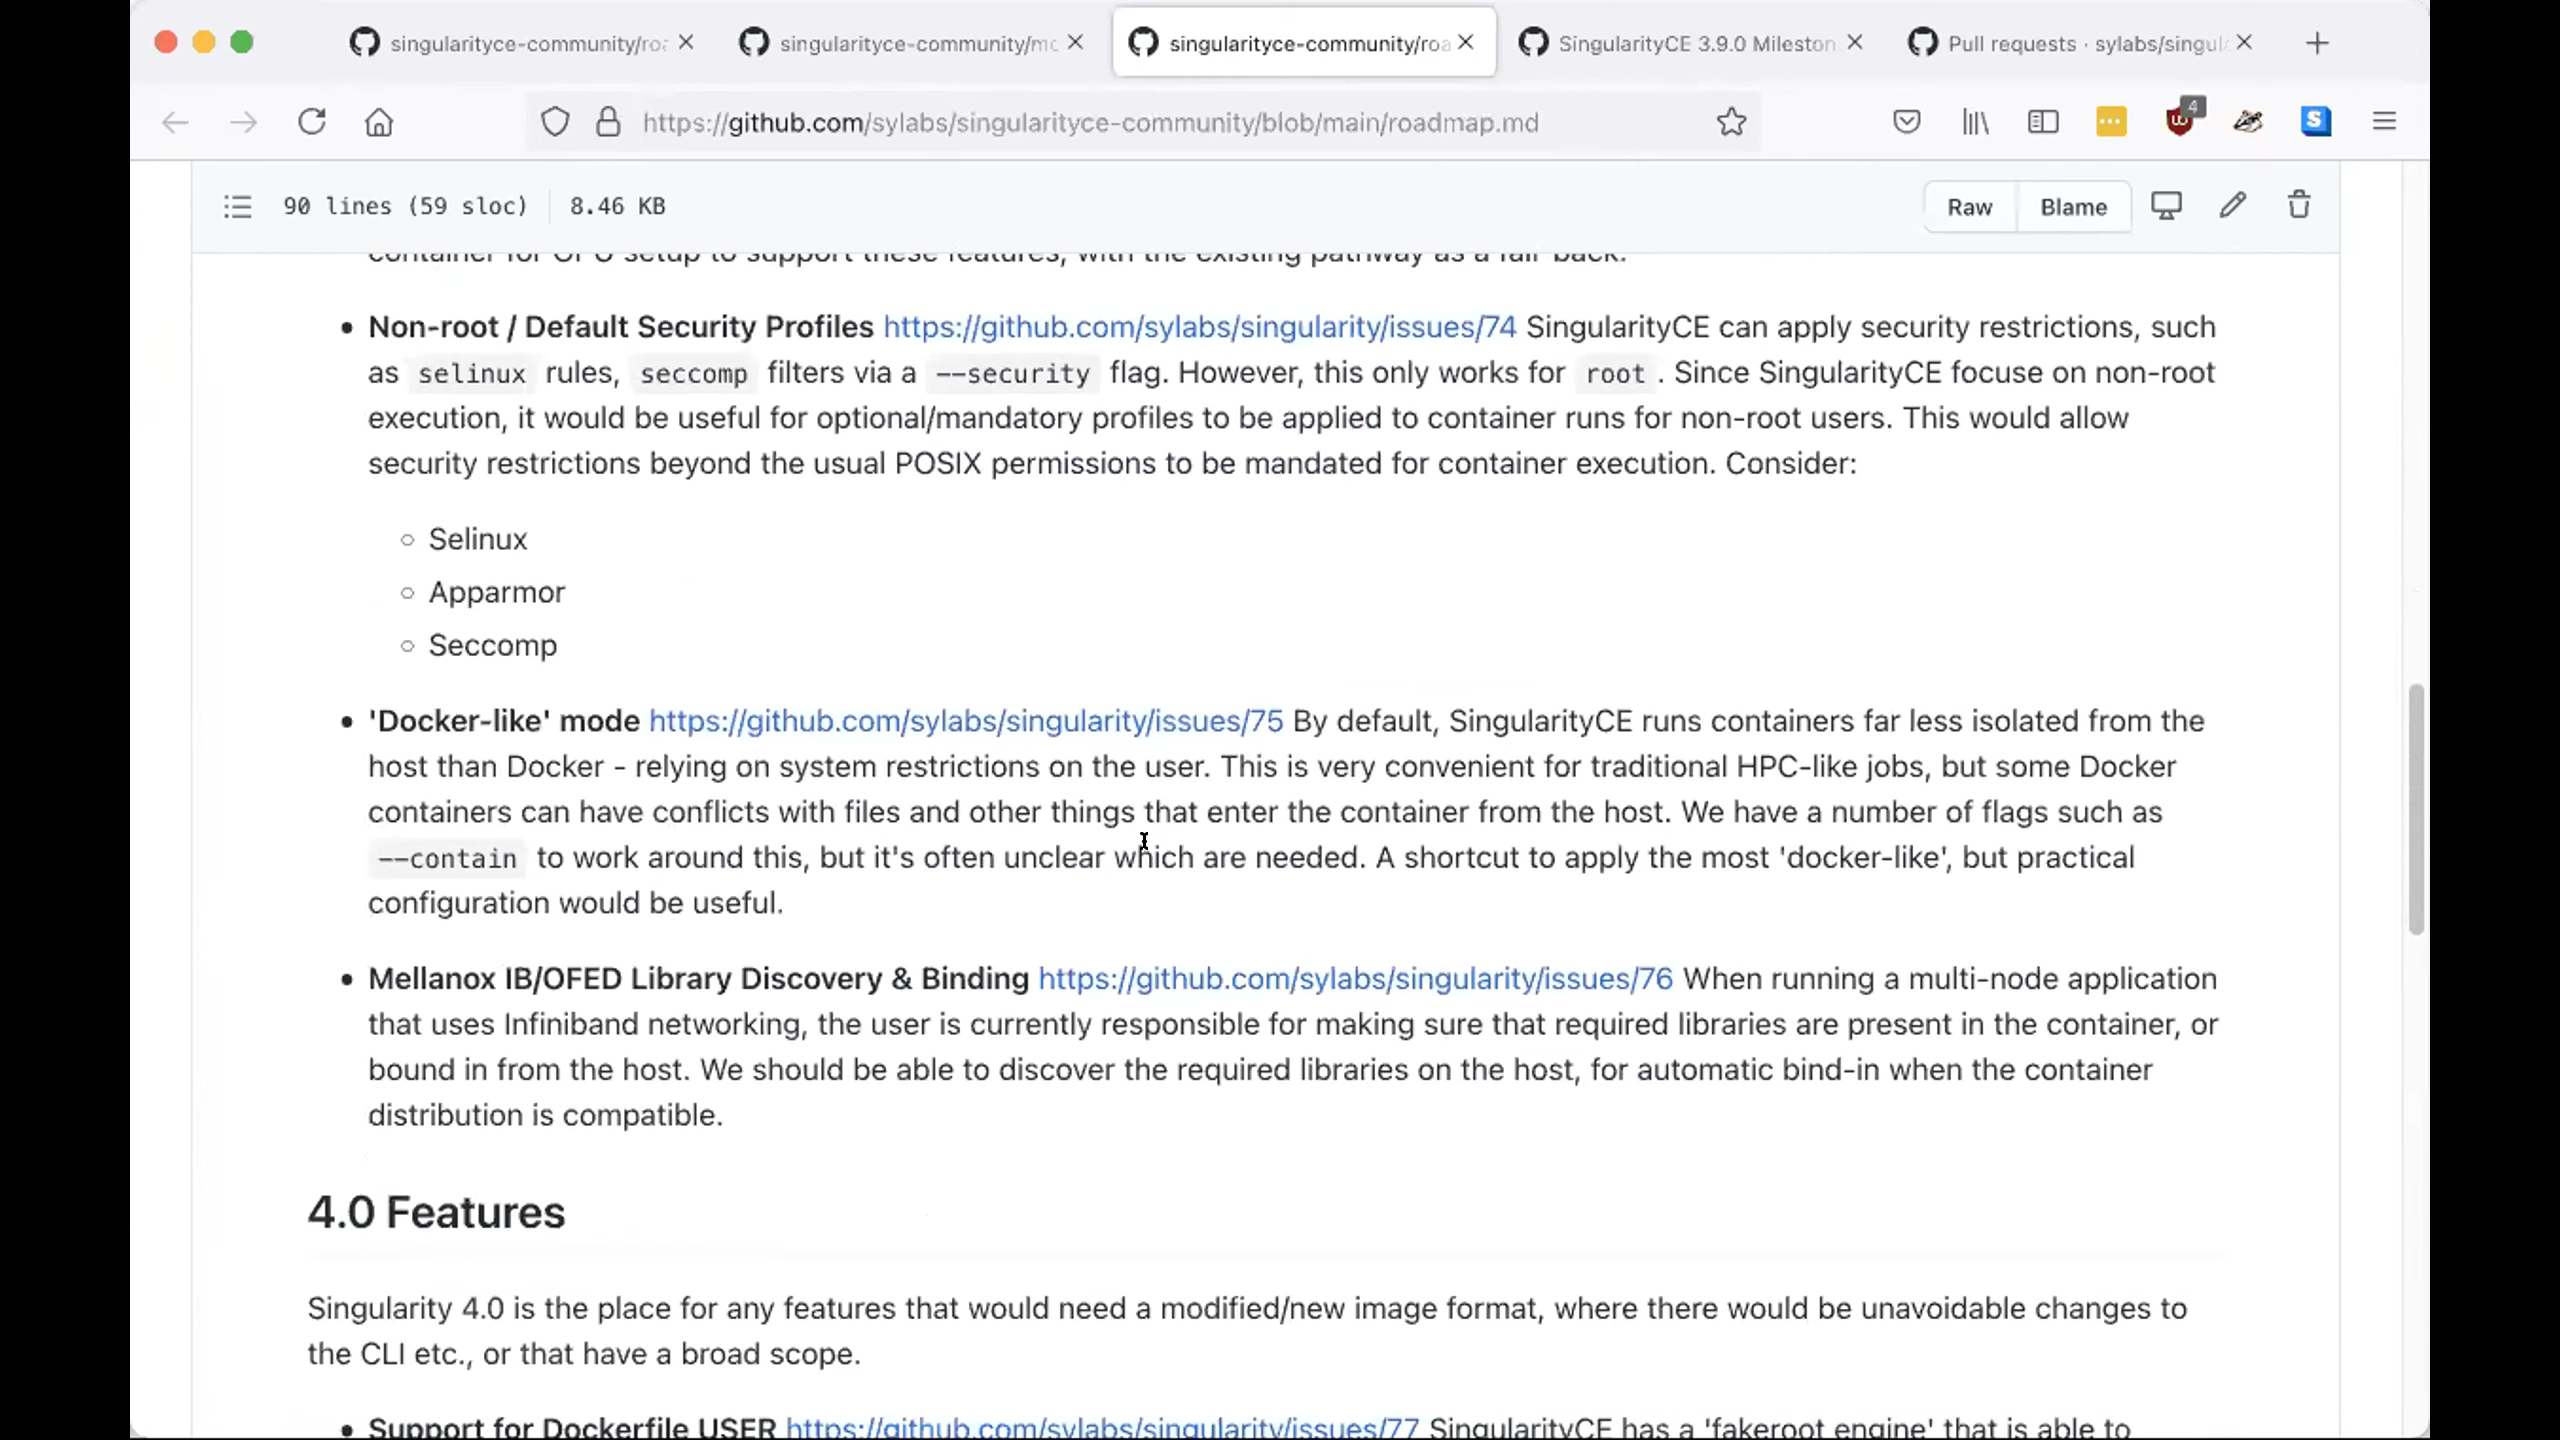 singularityce-community/roa
singularityce-community/mc
singularityce-community/roa
SingularityCE 3.9.0 Mileston
Pull requests · sylabs/singula
https://github.com/sylabs/singularityce-community/blob/main/roadmap.md
4
90 lines (59 sloc) 8.46 KB
Raw Blame
container for GPU setup to support these features, with the existing pathway as a fall-back.
• Non-root / Default Security Profiles https://github.com/sylabs/singularity/issues/74 SingularityCE can apply security restrictions, such
as selinux rules, seccomp filters via a --security flag. However, this only works for root . Since SingularityCE focuse on non-root
execution, it would be useful for optional/mandatory profiles to be applied to container runs for non-root users. This would allow
security restrictions beyond the usual POSIX permissions to be mandated for container execution. Consider:
○ Selinux
○ Apparmor
○ Seccomp
• 'Docker-like' mode https://github.com/sylabs/singularity/issues/75 By default, SingularityCE runs containers far less isolated from the
host than Docker - relying on system restrictions on the user. This is very convenient for traditional HPC-like jobs, but some Docker
containers can have conflicts with files and other things that enter the container from the host. We have a number of flags such as
--contain to work around this, but it's often unclear which are needed. A shortcut to apply the most 'docker-like', but practical
configuration would be useful.
• Mellanox IB/OFED Library Discovery & Binding https://github.com/sylabs/singularity/issues/76 When running a multi-node application
that uses Infiniband networking, the user is currently responsible for making sure that required libraries are present in the container, or
bound in from the host. We should be able to discover the required libraries on the host, for automatic bind-in when the container
distribution is compatible.
4.0 Features
Singularity 4.0 is the place for any features that would need a modified/new image format, where there would be unavoidable changes to
the CLI etc., or that have a broad scope.
• Support for Dockerfile USER https://github.com/sylabs/singularity/issues/77 SingularityCE has a 'fakeroot engine' that is able to